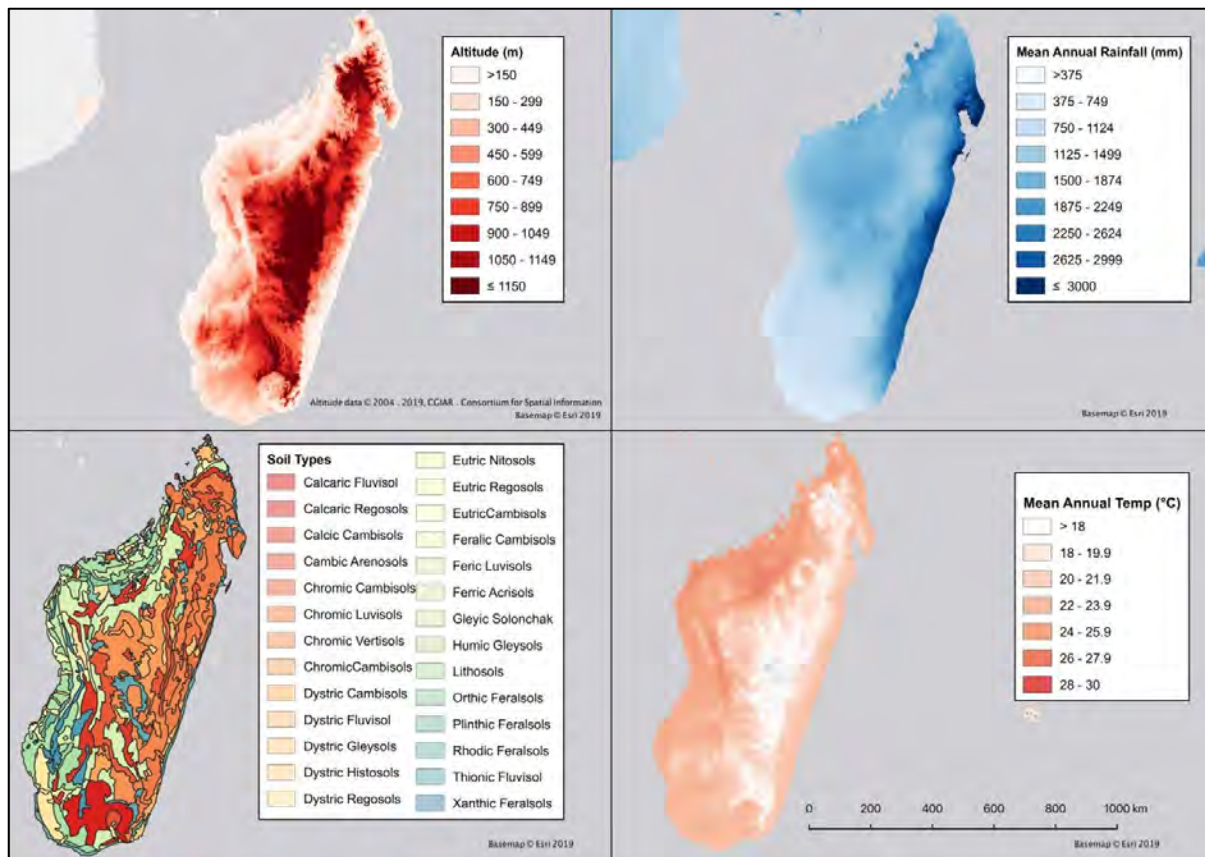 Altitude (m)
>150
150 - 299
300 - 449
450 - 599
600 - 749
750 - 899
900 - 1049
1050 - 1149
≤ 1150
Altitude data © 2004 - 2019, CGIAR - Consortium for Spatial Information
Basemap © Esri 2019
Mean Annual Rainfall (mm)
>375
375 - 749
750 - 1124
1125 - 1499
1500 - 1874
1875 - 2249
2250 - 2624
2625 - 2999
≤ 3000
Basemap © Esri 2019
Soil Types
Calcaric Fluvisol
Calcaric Regosols
Calcic Cambisols
Cambic Arenosols
Chromic Cambisols
Chromic Luvisols
Chromic Vertisols
ChromicCambisols
Dystric Cambisols
Dystric Fluvisol
Dystric Gleysols
Dystric Histosols
Dystric Regosols
Eutric Nitosols
Eutric Regosols
EutricCambisols
Feralic Cambisols
Feric Luvisols
Ferric Acrisols
Gleyic Solonchak
Humic Gleysols
Lithosols
Orthic Feralsols
Plinthic Feralsols
Rhodic Feralsols
Thionic Fluvisol
Xanthic Feralsols
Basemap © Esri 2019
Mean Annual Temp (°C)
> 18
18 - 19.9
20 - 21.9
22 - 23.9
24 - 25.9
26 - 27.9
28 - 30
0 200 400 600 800 1000 km
Basemap © Esri 2019